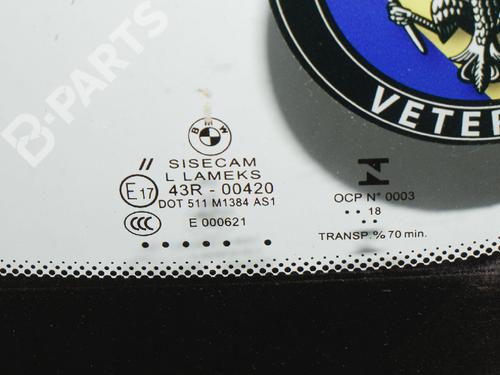 B-PARTS
VETER
BMW
//
SISECAM
L LAMEKS
E17 43R - 00420
DOT 511 M1384 AS1
CCC E 000621
OCP N° 0003
.. 18
..
TRANSP.% 70 min.